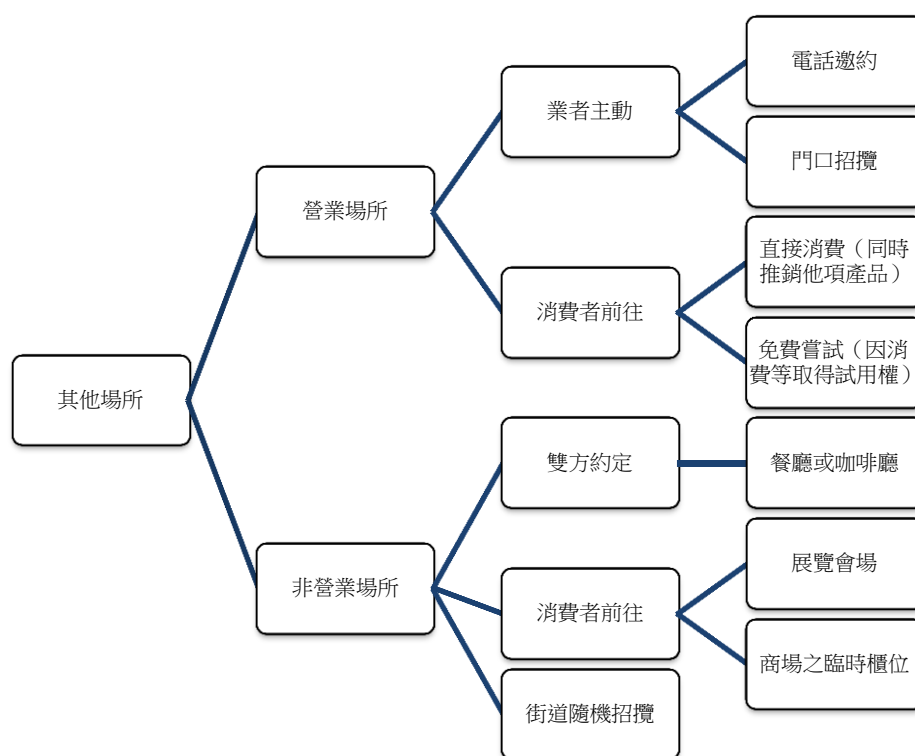 電話邀約
業者主動
門口招攬
營業場所
直接消費（同時
推銷他項產品）
消費者前往
免費嘗試（因消
費等取得試用權）
其他場所
雙方約定
餐廳或咖啡廳
展覽會場
非營業場所
消費者前往
商場之臨時櫃位
街道隨機招攬